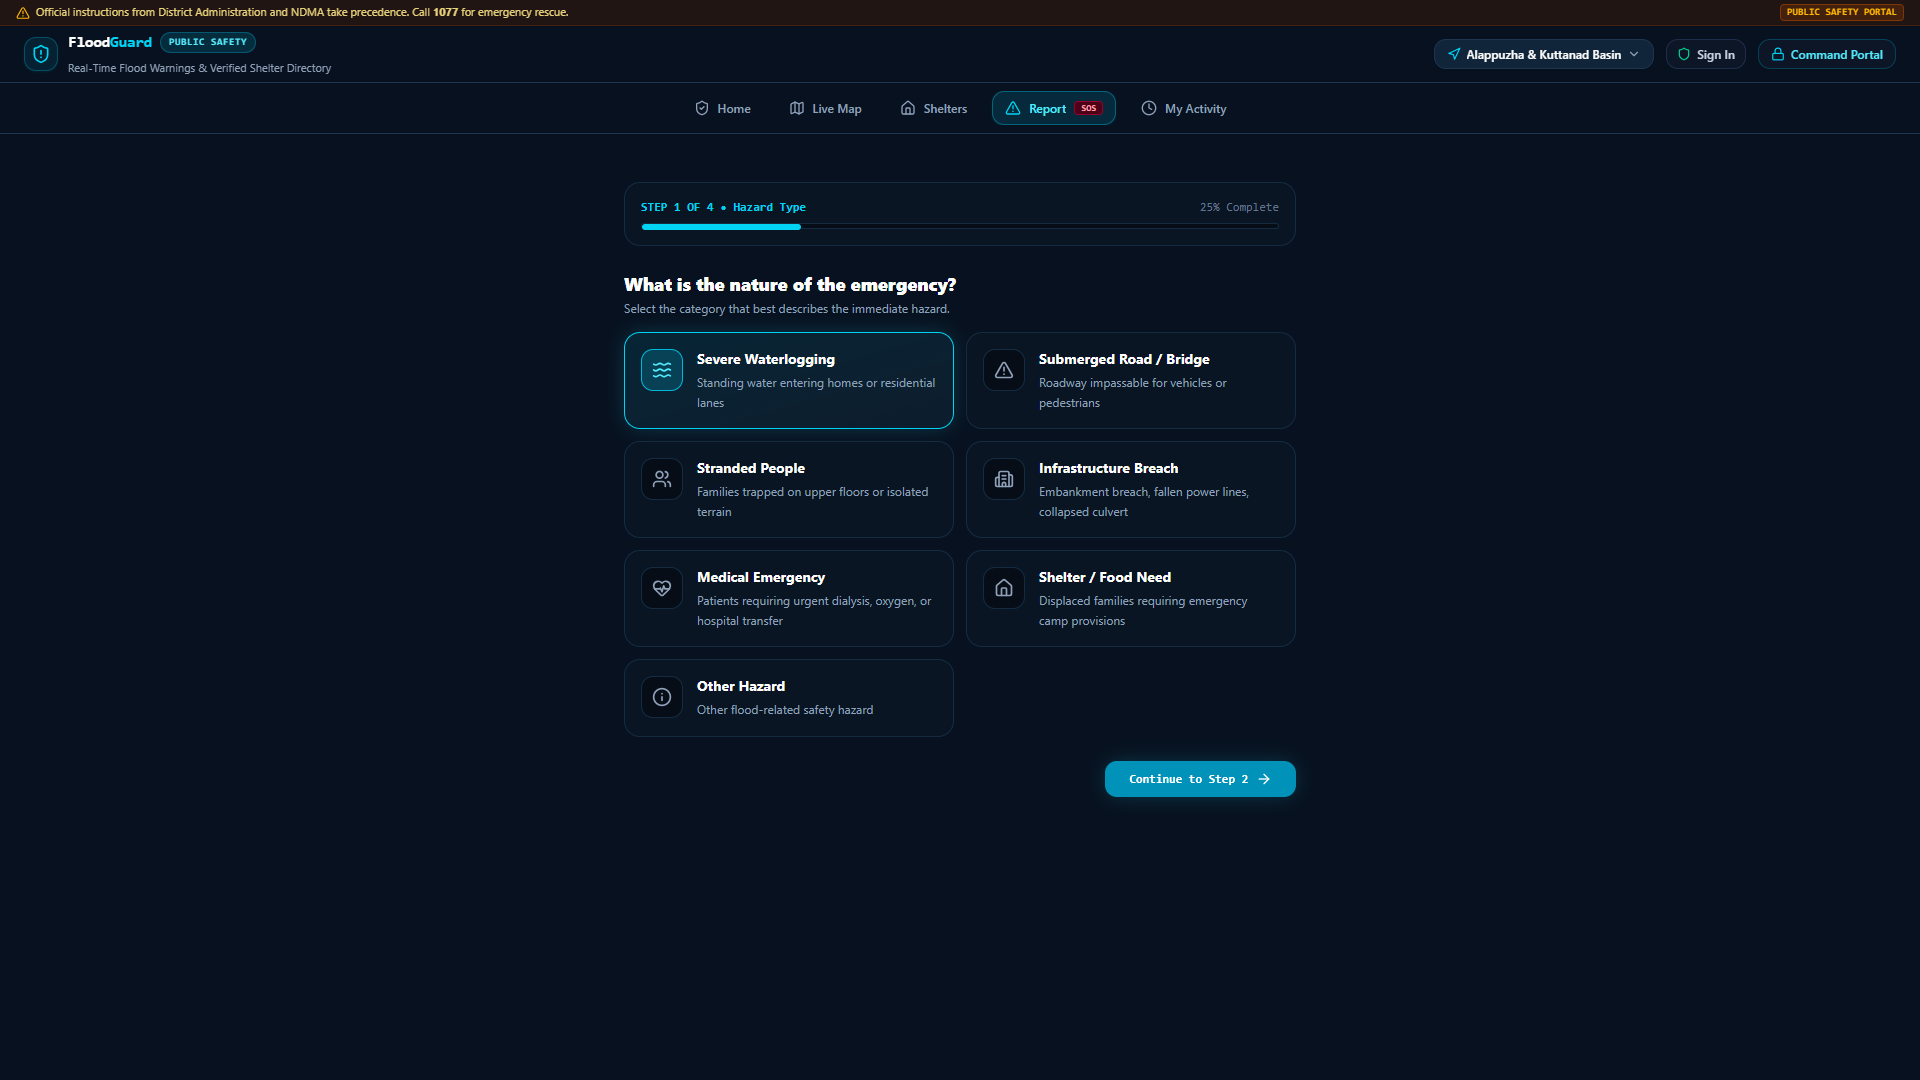 Official instructions from District Administration and NDMA take precedence. Call 1077 for emergency rescue.
PUBLIC SAFETY PORTAL
FloodGuard
PUBLIC SAFETY
Real-Time Flood Warnings & Verified Shelter Directory
Alappuzha & Kuttanad Basin
Sign In
Command Portal
Home
Live Map
Shelters
Report
SOS
My Activity
STEP 1 OF 4 • Hazard Type
25% Complete
What is the nature of the emergency?
Select the category that best describes the immediate hazard.
Severe Waterlogging
Standing water entering homes or residential
lanes
Submerged Road / Bridge
Roadway impassable for vehicles or
pedestrians
Stranded People
Families trapped on upper floors or isolated
terrain
Infrastructure Breach
Embankment breach, fallen power lines,
collapsed culvert
Medical Emergency
Patients requiring urgent dialysis, oxygen, or
hospital transfer
Shelter / Food Need
Displaced families requiring emergency
camp provisions
Other Hazard
Other flood-related safety hazard
Continue to Step 2